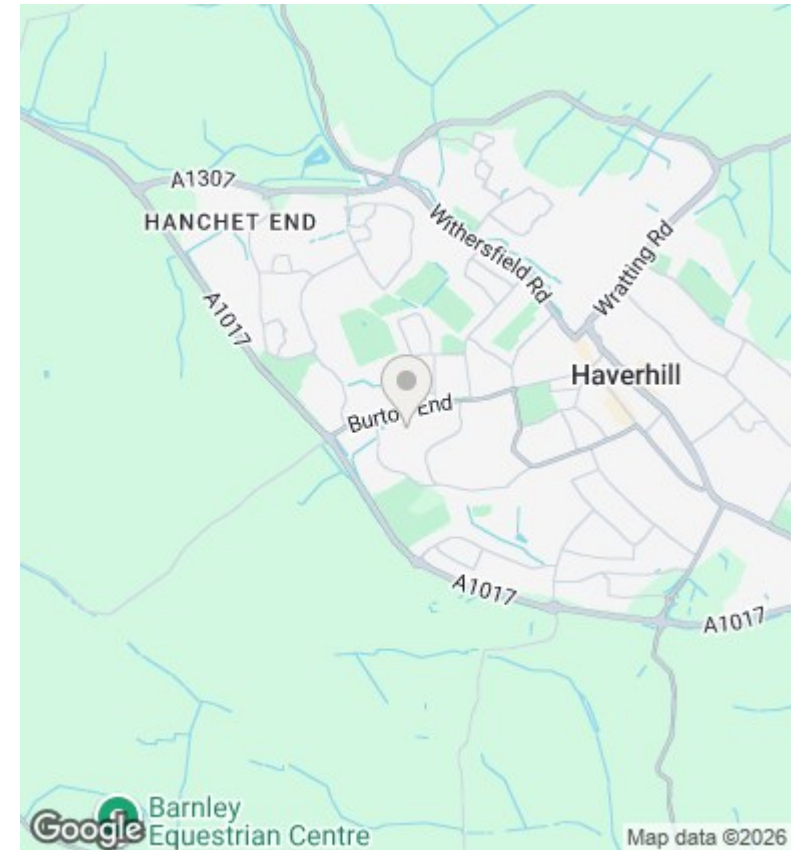 A1307
HANCHET END
Withersfield Rd
Wratting Rd
A1017
Haverhill
Burton End
A1017
A1017
Barnley
Equestrian Centre
Google
Map data ©2026